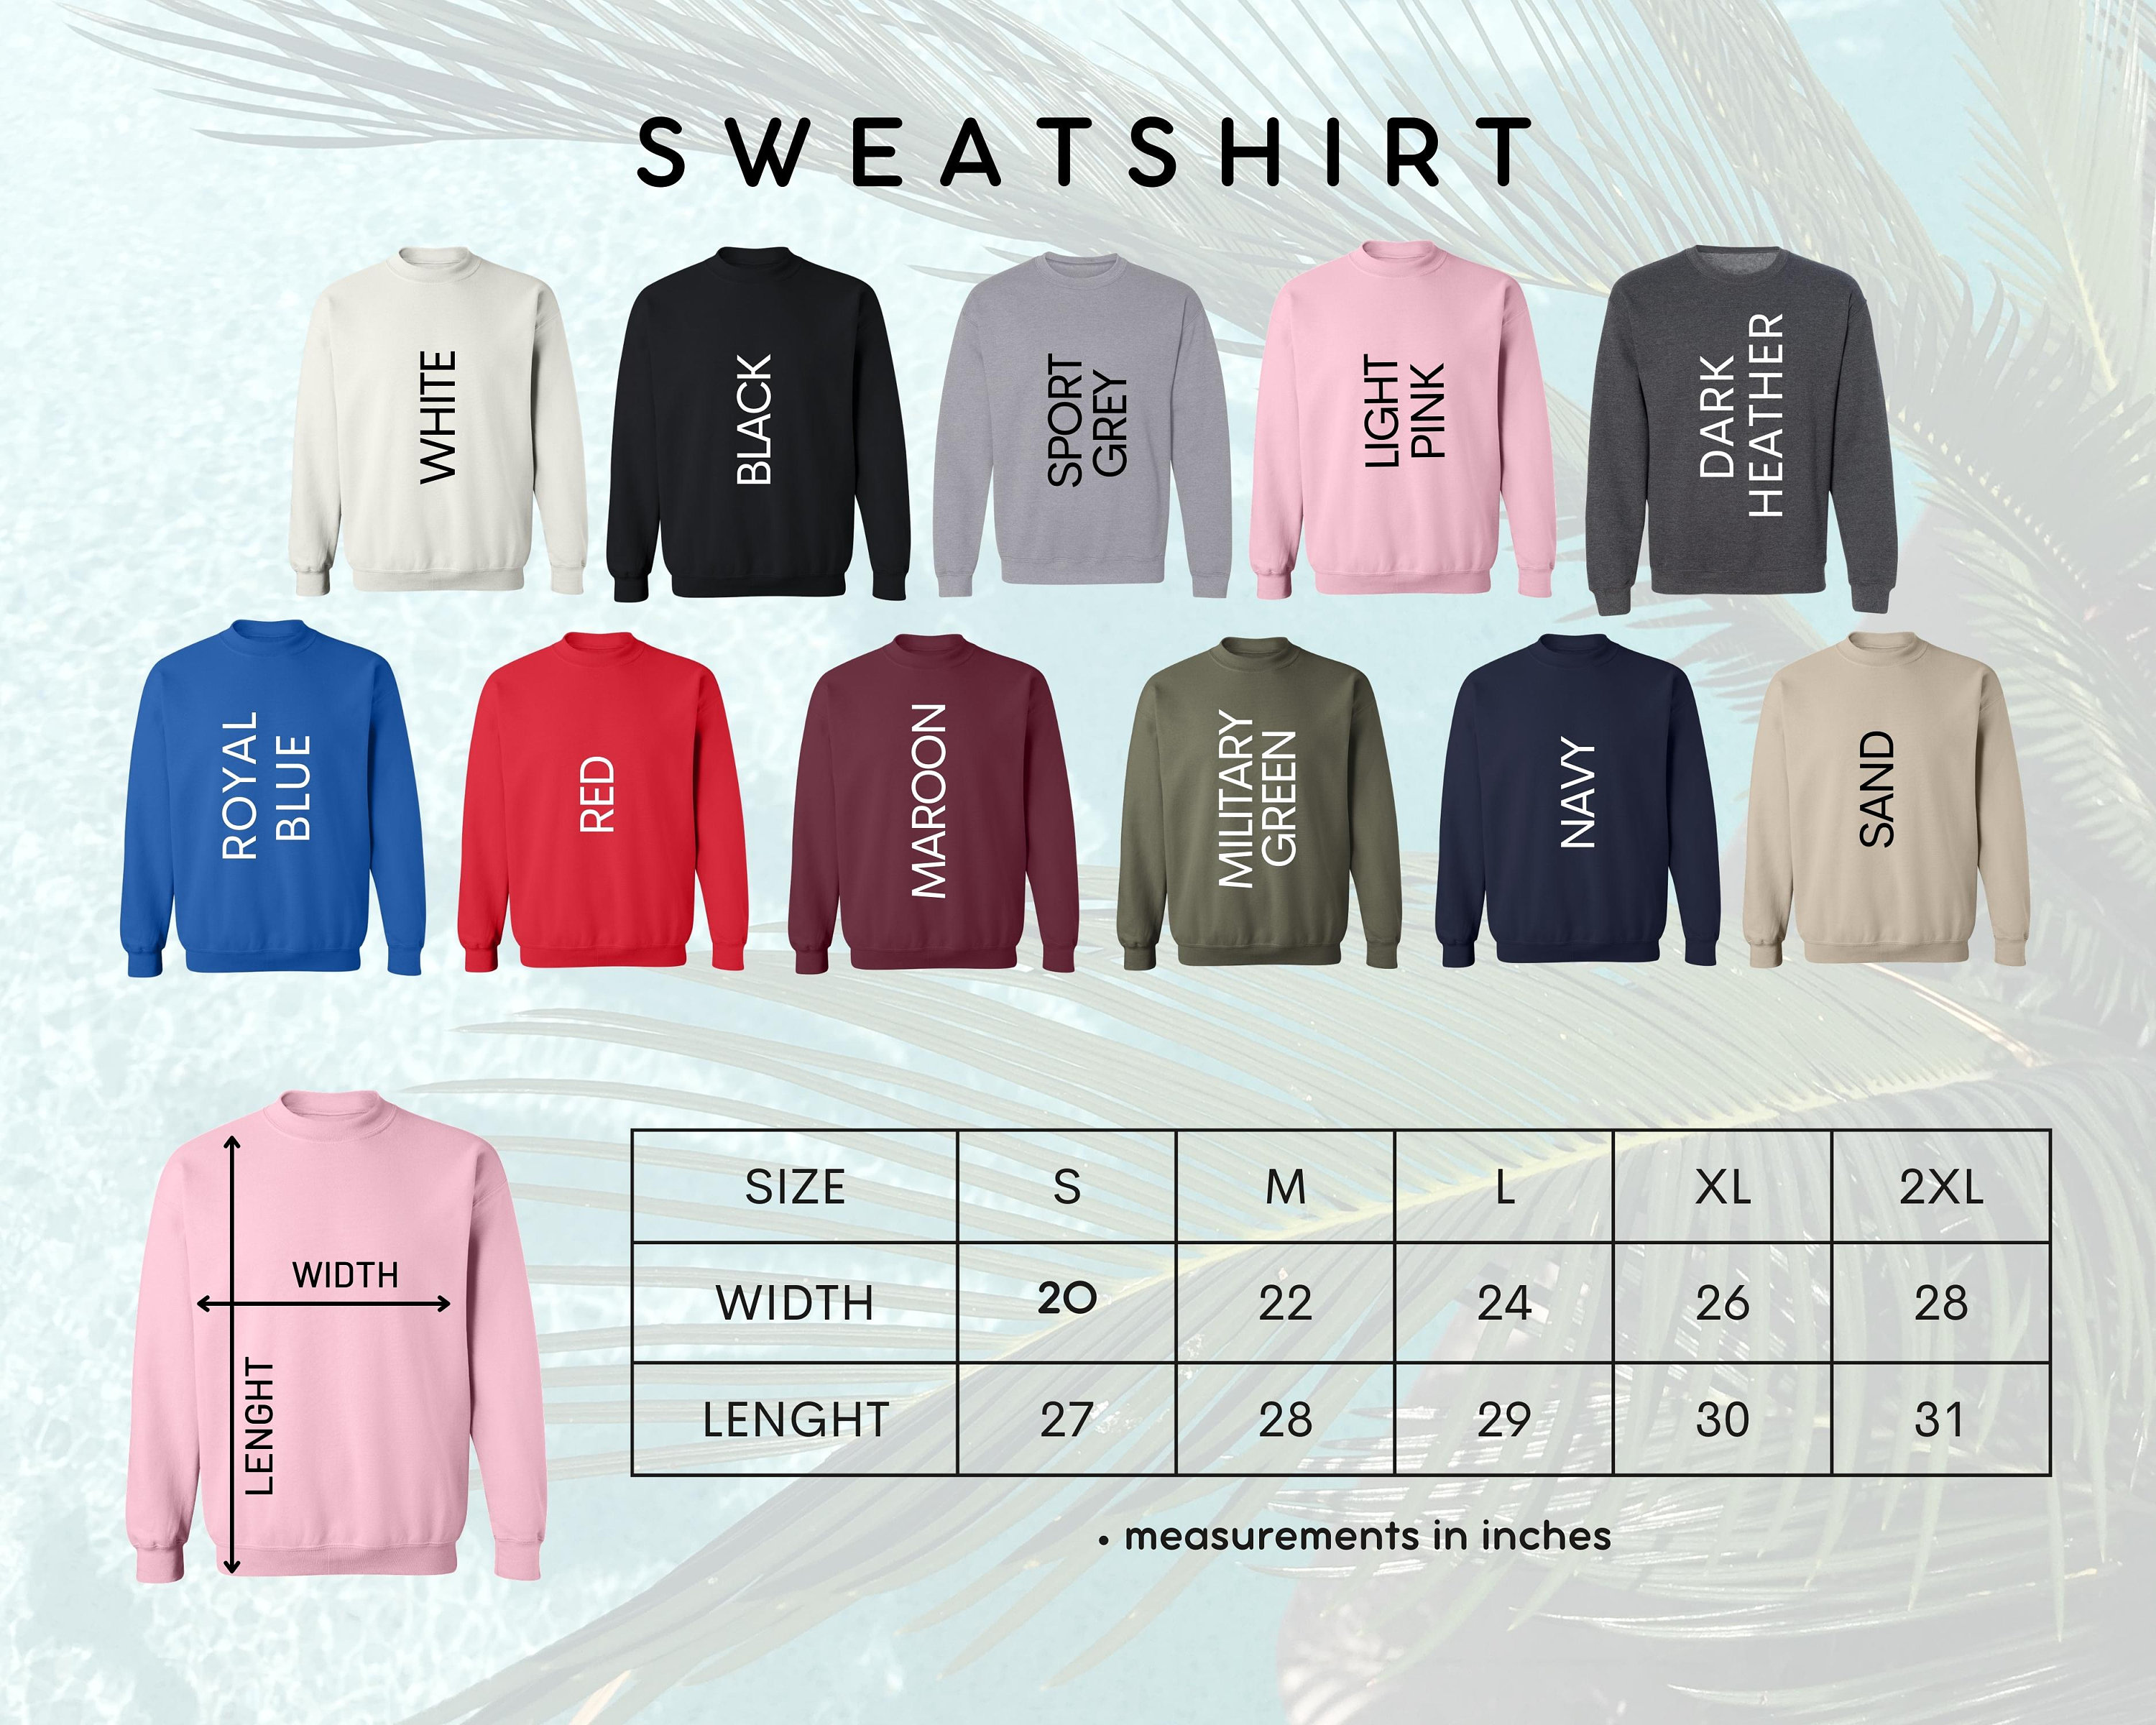 SWEATSHIRT
WHITE
BLACK
SPORT
GREY
LIGHT
PINK
DARK
HEATHER
ROYAL
BLUE
RED
MAROON
MILITARY
GREEN
NAVY
SAND
WIDTH
LENGHT
SIZE S M L XL 2XL
WIDTH 20 22 24 26 28
LENGHT 27 28 29 30 31
• measurements in inches